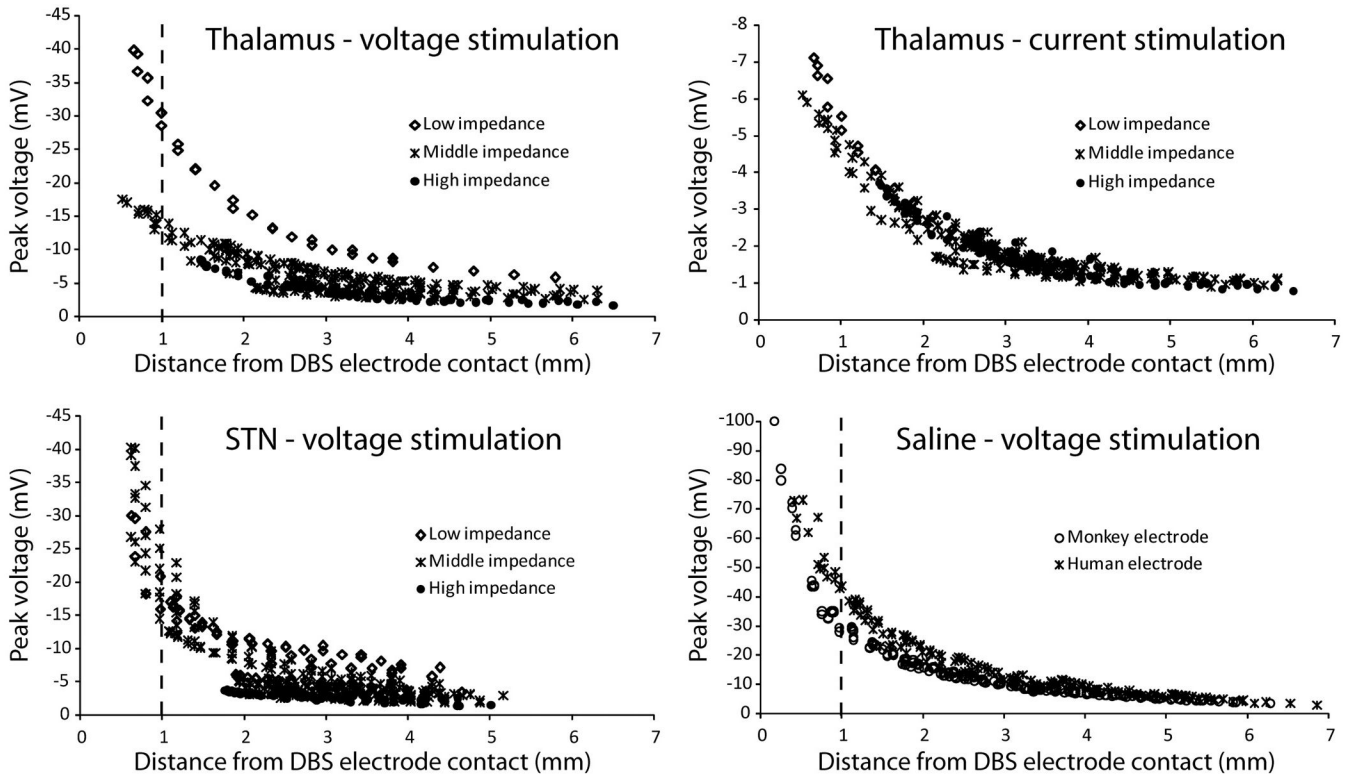 Thalamus - voltage stimulation
Peak voltage (mV)
-45
-40
-35
-30
-25
-20
-15
-10
-5
0
Low impedance
Middle impedance
High impedance
0 1 2 3 4 5 6 7
Distance from DBS electrode contact (mm)
Thalamus - current stimulation
Peak voltage (mV)
-8
-7
-6
-5
-4
-3
-2
-1
0
Low impedance
Middle impedance
High impedance
0 1 2 3 4 5 6 7
Distance from DBS electrode contact (mm)
STN - voltage stimulation
Peak voltage (mV)
-45
-40
-35
-30
-25
-20
-15
-10
-5
0
Low impedance
Middle impedance
High impedance
0 1 2 3 4 5 6 7
Distance from DBS electrode contact (mm)
Saline - voltage stimulation
Peak voltage (mV)
-100
-90
-80
-70
-60
-50
-40
-30
-20
-10
0
Monkey electrode
Human electrode
0 1 2 3 4 5 6 7
Distance from DBS electrode contact (mm)